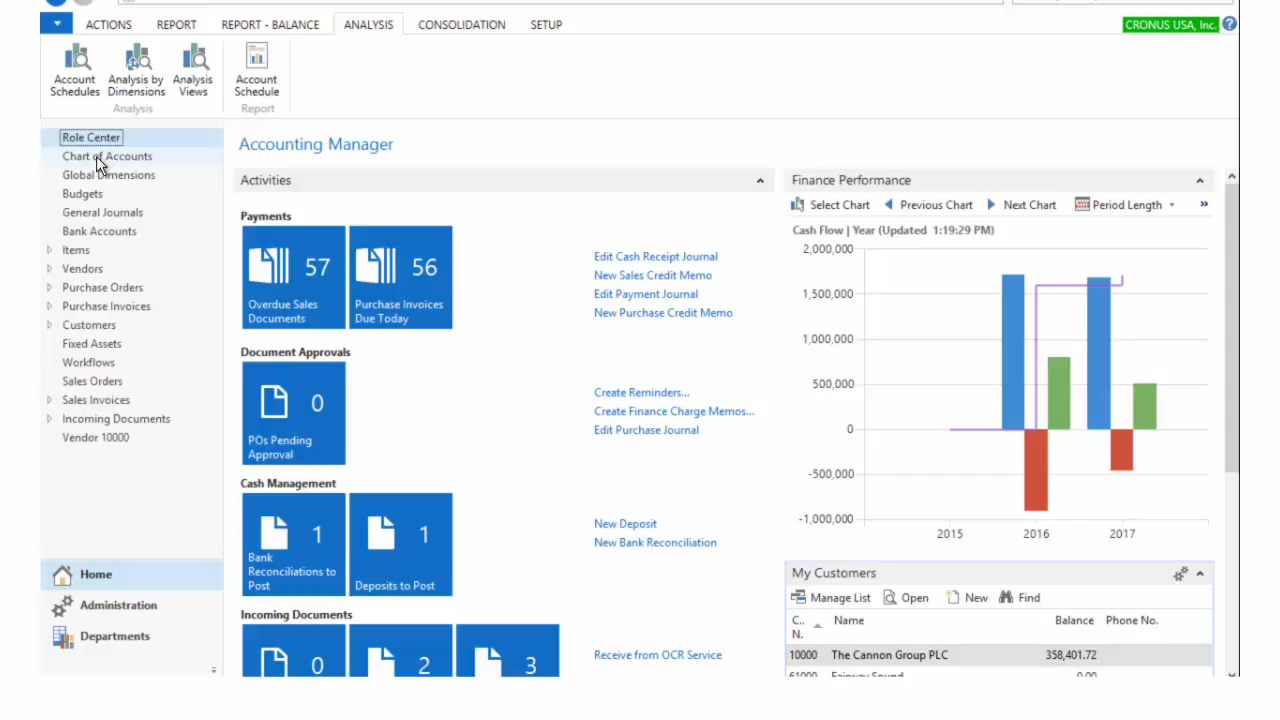 ACTIONS REPORT REPORT - BALANCE ANALYSIS CONSOLIDATION SETUP CRONUS USA, Inc. ?
Account Schedules
Analysis by Dimensions
Analysis Views
Account Schedule
Analysis
Report
Role Center
Chart of Accounts
Global Dimensions
Budgets
General Journals
Bank Accounts
Items
Vendors
Purchase Orders
Purchase Invoices
Customers
Fixed Assets
Workflows
Sales Orders
Sales Invoices
Incoming Documents
Vendor 10000
Home
Administration
Departments
Accounting Manager
Activities
Payments
57
Overdue Sales
Documents
56
Purchase Invoices
Due Today
Edit Cash Receipt Journal
New Sales Credit Memo
Edit Payment Journal
New Purchase Credit Memo
Document Approvals
0
POs Pending
Approval
Create Reminders...
Create Finance Charge Memos...
Edit Purchase Journal
Cash Management
1
Bank
Reconciliations to
Post
1
Deposits to Post
New Deposit
New Bank Reconciliation
Incoming Documents
0 2 3
Receive from OCR Service
Finance Performance
Select Chart Previous Chart Next Chart Period Length »
Cash Flow | Year (Updated 1:19:29 PM)
2,000,000
1,500,000
1,000,000
500,000
0
-500,000
-1,000,000
2015 2016 2017
My Customers
Manage List Open New Find
C.. Name Balance Phone No.
N.
10000 The Cannon Group PLC 358,401.72
61000 Fairway Sound 0.00